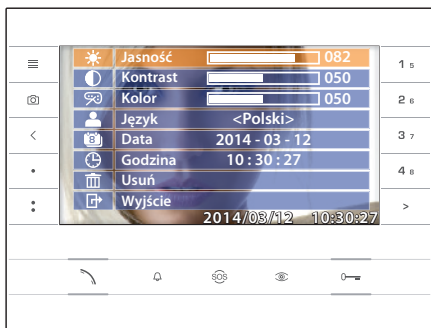 Jasność 082
Kontrast 050
Kolor 050
Język <Polski>
Data 2014 - 03 - 12
Godzina 10 : 30 : 27
Usuń
Wyjście
2014/03/12 10:30:27
1 5
2 6
3 7
4 8
>
<
SOS